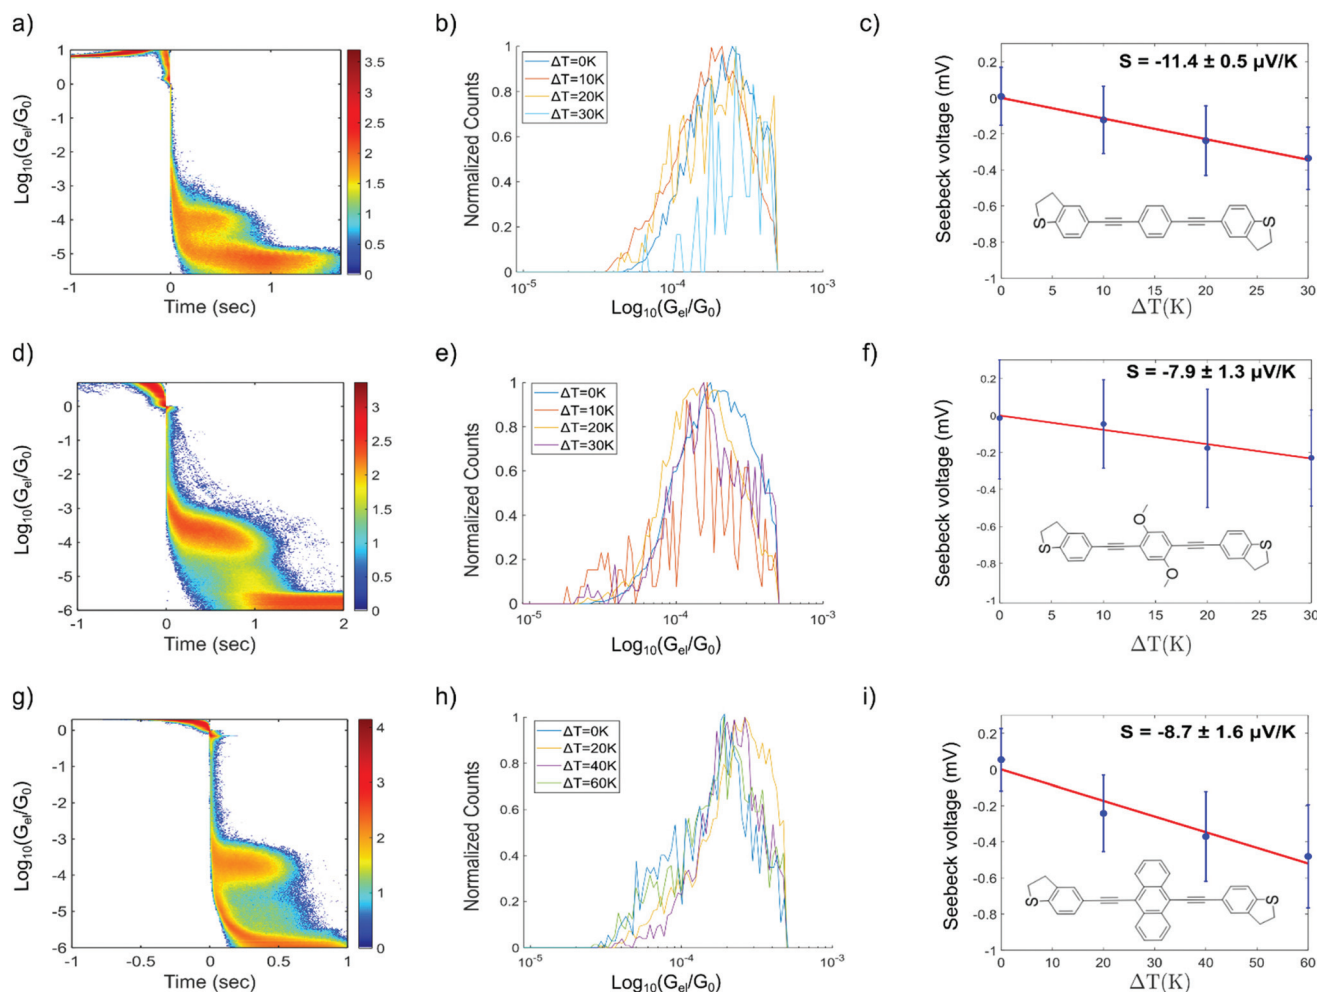 a)
Log10(Gel/G0)
1
0
-1
-2
-3
-4
-5
-1
0
1
Time (sec)
3.5
3
2.5
2
1.5
1
0.5
0
b)
Normalized Counts
1
0.8
0.6
0.4
0.2
0
ΔT=0K
ΔT=10K
ΔT=20K
ΔT=30K
10-5
10-4
10-3
Log10(Gel/G0)
c)
Seebeck voltage (mV)
S = -11.4 ± 0.5 µV/K
0.2
0
-0.2
-0.4
-0.6
-0.8
-1
S
S
0
5
10
15
20
25
30
ΔT(K)
d)
Log10(Gel/G0)
0
-1
-2
-3
-4
-5
-6
-1
0
1
2
Time (sec)
3
2.5
2
1.5
1
0.5
0
e)
Normalized Counts
1
0.8
0.6
0.4
0.2
0
ΔT=0K
ΔT=10K
ΔT=20K
ΔT=30K
10-5
10-4
10-3
Log10(Gel/G0)
f)
Seebeck voltage (mV)
S = -7.9 ± 1.3 µV/K
0.2
0
-0.2
-0.4
-0.6
-0.8
-1
O
S
S
O
0
5
10
15
20
25
30
ΔT(K)
g)
Log10(Gel/G0)
0
-1
-2
-3
-4
-5
-6
-1
-0.5
0
0.5
1
Time (sec)
4
3.5
3
2.5
2
1.5
1
0.5
0
h)
Normalized Counts
1
0.8
0.6
0.4
0.2
0
ΔT=0K
ΔT=20K
ΔT=40K
ΔT=60K
10-5
10-4
10-3
Log10(Gel/G0)
i)
Seebeck voltage (mV)
S = -8.7 ± 1.6 µV/K
0.2
0
-0.2
-0.4
-0.6
-0.8
-1
S
S
0
10
20
30
40
50
60
ΔT(K)